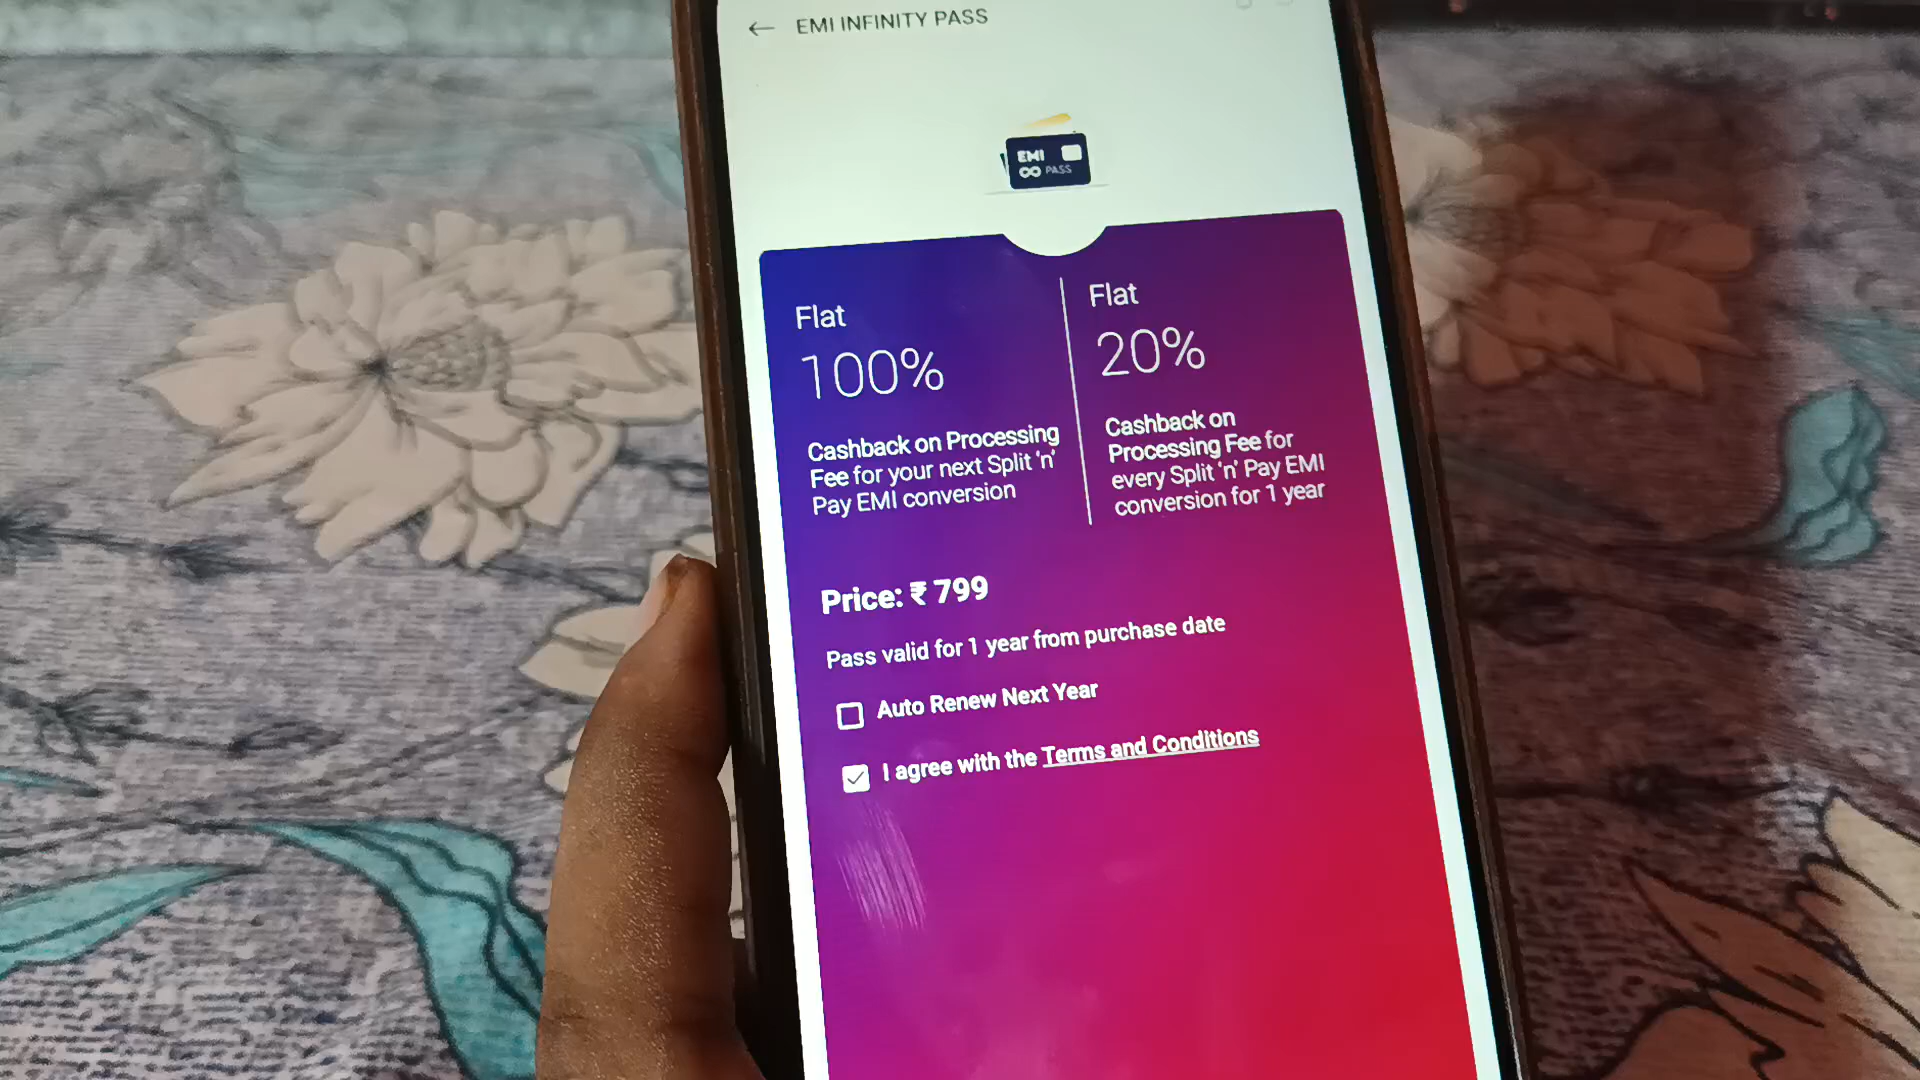 EMI INFINITY PASS
EMI
∞ PASS
Flat
100%
Cashback on Processing
Fee for your next Split 'n'
Pay EMI conversion
Flat
20%
Cashback on
Processing Fee for
every Split 'n' Pay EMI
conversion for 1 year
Price: ₹ 799
Pass valid for 1 year from purchase date
Auto Renew Next Year
I agree with the Terms and Conditions